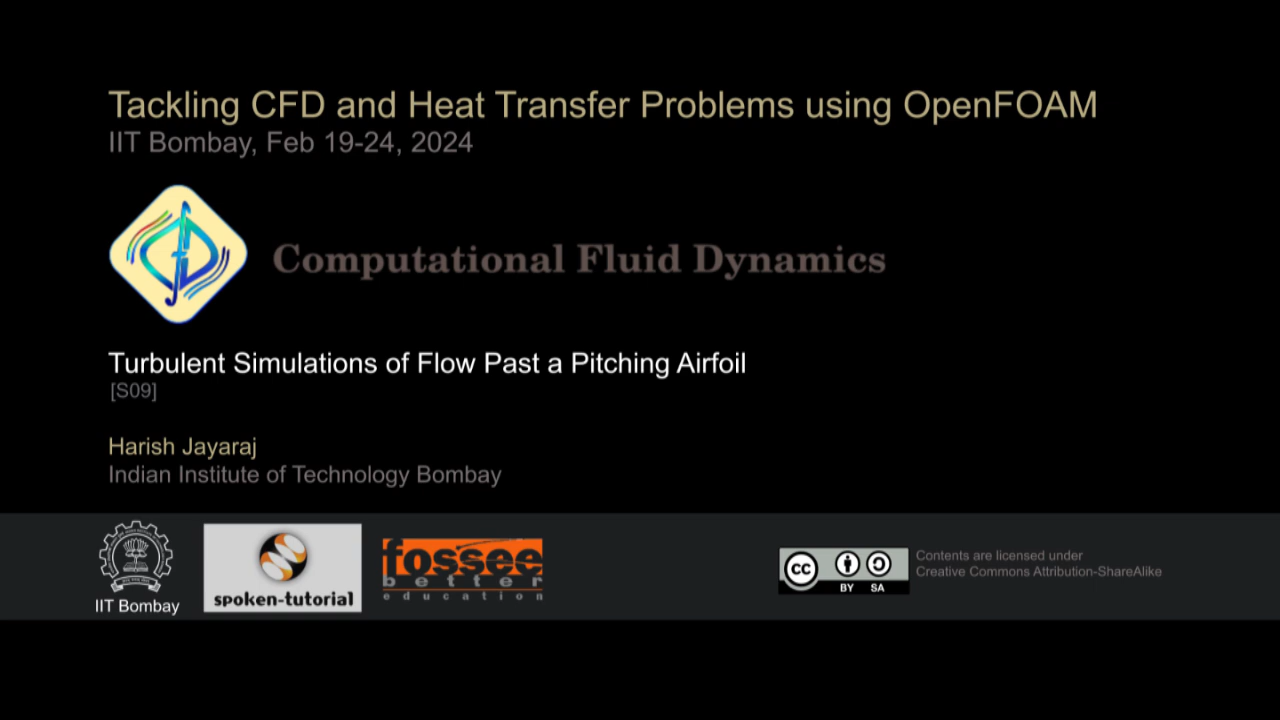 Tackling CFD and Heat Transfer Problems using OpenFOAM
IIT Bombay, Feb 19-24, 2024
CfD
Computational Fluid Dynamics
Turbulent Simulations of Flow Past a Pitching Airfoil
[S09]
Harish Jayaraj
Indian Institute of Technology Bombay
IIT Bombay
spoken-tutorial
fossee
better
education
cc
BY SA
Contents are licensed under
Creative Commons Attribution-ShareAlike